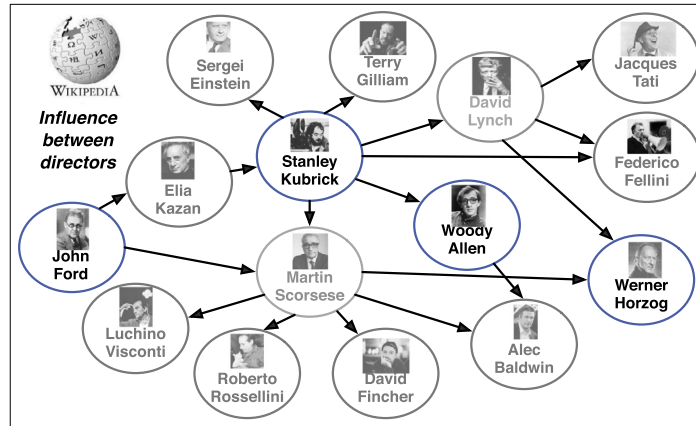 WIKIPEDIA
Influence
between
directors
Sergei
Einstein
Terry
Gilliam
David
Lynch
Jacques
Tati
Stanley
Kubrick
Federico
Fellini
Elia
Kazan
John
Ford
Woody
Allen
Martin
Scorsese
Werner
Horzog
Luchino
Visconti
Roberto
Rossellini
David
Fincher
Alec
Baldwin